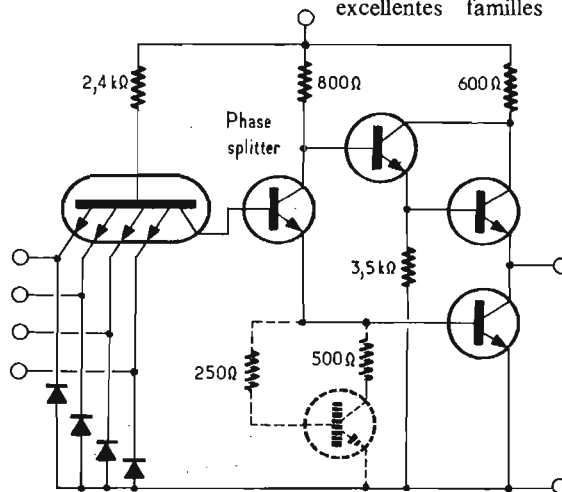 excellentes familles
2,4 kΩ
800Ω
600Ω
Phase
splitter
3,5 kΩ
250Ω
500Ω